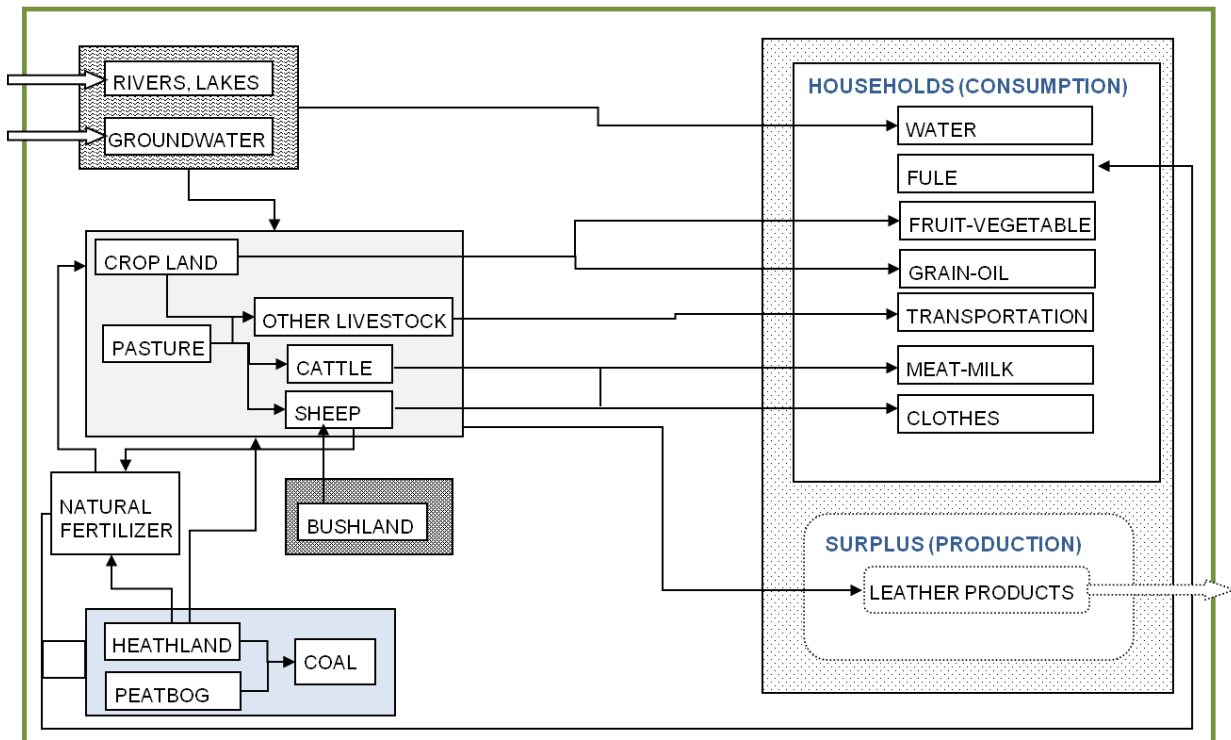 RIVERS, LAKES
GROUNDWATER
CROP LAND
OTHER LIVESTOCK
PASTURE
CATTLE
SHEEP
NATURAL
FERTILIZER
BUSHLAND
HEATHLAND
COAL
PEATBOG
HOUSEHOLDS (CONSUMPTION)
WATER
FULE
FRUIT-VEGETABLE
GRAIN-OIL
TRANSPORTATION
MEAT-MILK
CLOTHES
SURPLUS (PRODUCTION)
LEATHER PRODUCTS